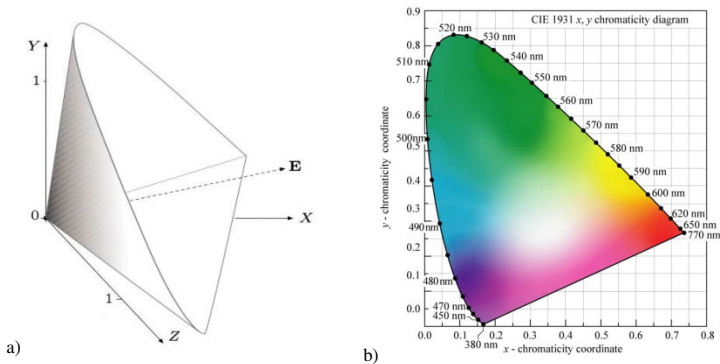 Y
1
E
0
X
1
Z
a)
CIE 1931 x, y chromaticity diagram
0.9
0.8
0.7
0.6
0.5
0.4
0.3
0.2
0.1
0.0
y - chromaticity coordinate
520 nm
530 nm
510 nm
540 nm
550 nm
560 nm
570 nm
500nm
580 nm
590 nm
600 nm
620 nm
650 nm
770 nm
490nm
480nm
470 nm
450 nm
380 nm
0.0 0.1 0.2 0.3 0.4 0.5 0.6 0.7 0.8
x - chromaticity coordinate
b)